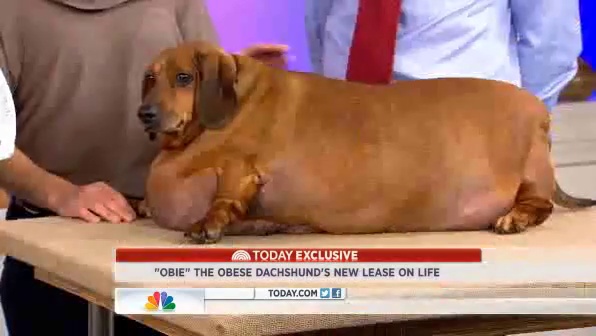 TODAY EXCLUSIVE
"OBIE" THE OBESE DACHSHUND'S NEW LEASE ON LIFE
TODAY.COM